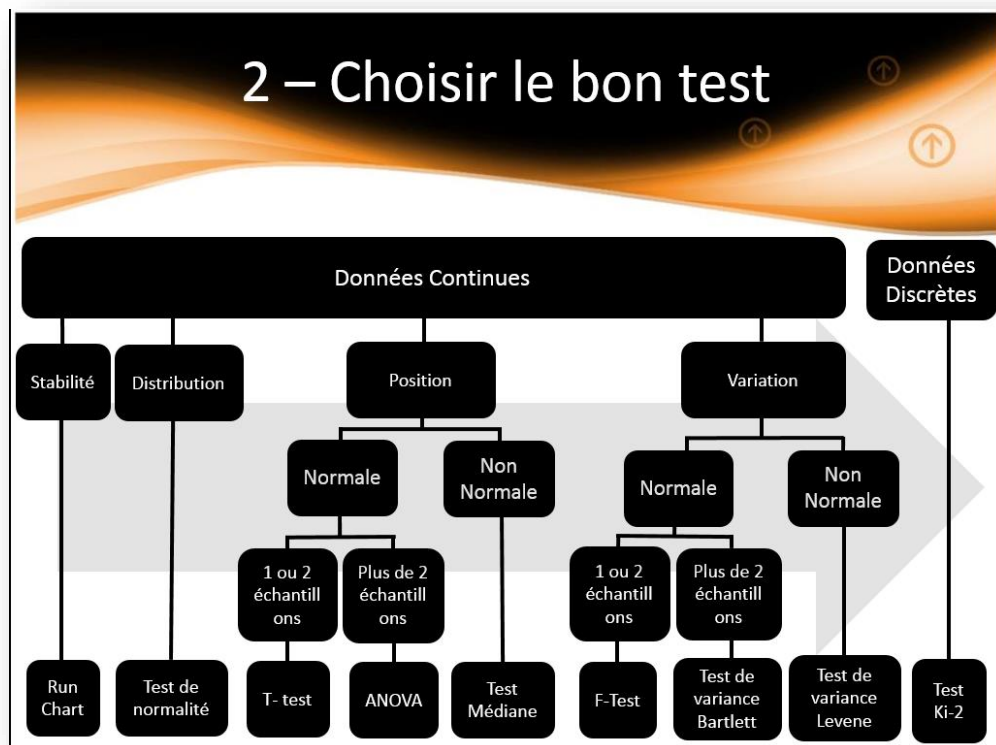 2 – Choisir le bon test
Données Continues
Données
Discrètes
Stabilité
Distribution
Position
Variation
Normale
Non
Normale
Normale
Non
Normale
1 ou 2
échantill
ons
Plus de 2
échantill
ons
1 ou 2
échantill
ons
Plus de 2
échantill
ons
Run
Chart
Test de
normalité
T- test
ANOVA
Test
Médiane
F-Test
Test de
variance
Bartlett
Test de
variance
Levene
Test
Ki-2